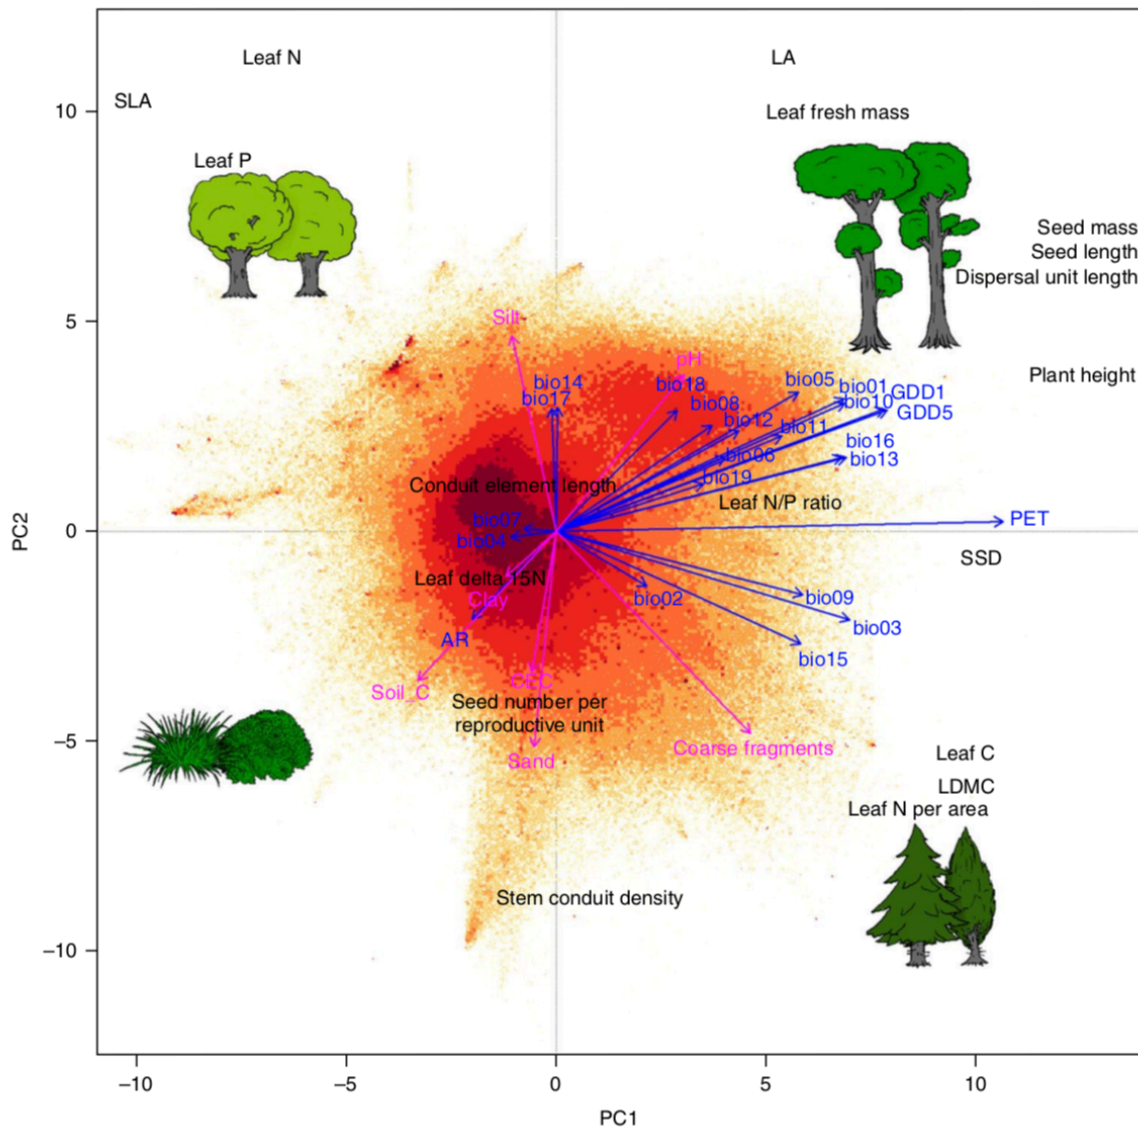 Leaf N
LA
10
SLA
Leaf fresh mass
Leaf P
Seed mass
Seed length
Dispersal unit length
5
Silt
pH
Plant height
bio14
bio18
bio05
bio01
GDD1
bio17
bio08
bio10
GDD5
bio12
bio11
bio16
bio06
bio13
Conduit element length
bio19
Leaf N/P ratio
PC2
0
bio07
PET
bio04
SSD
Leaf delta 15N
Clay
bio02
bio09
bio03
AR
bio15
Soil_C
CEC
Seed number per
reproductive unit
−5
Sand
Coarse fragments
Leaf C
LDMC
Leaf N per area
Stem conduit density
−10
−10
−5
0
5
10
PC1